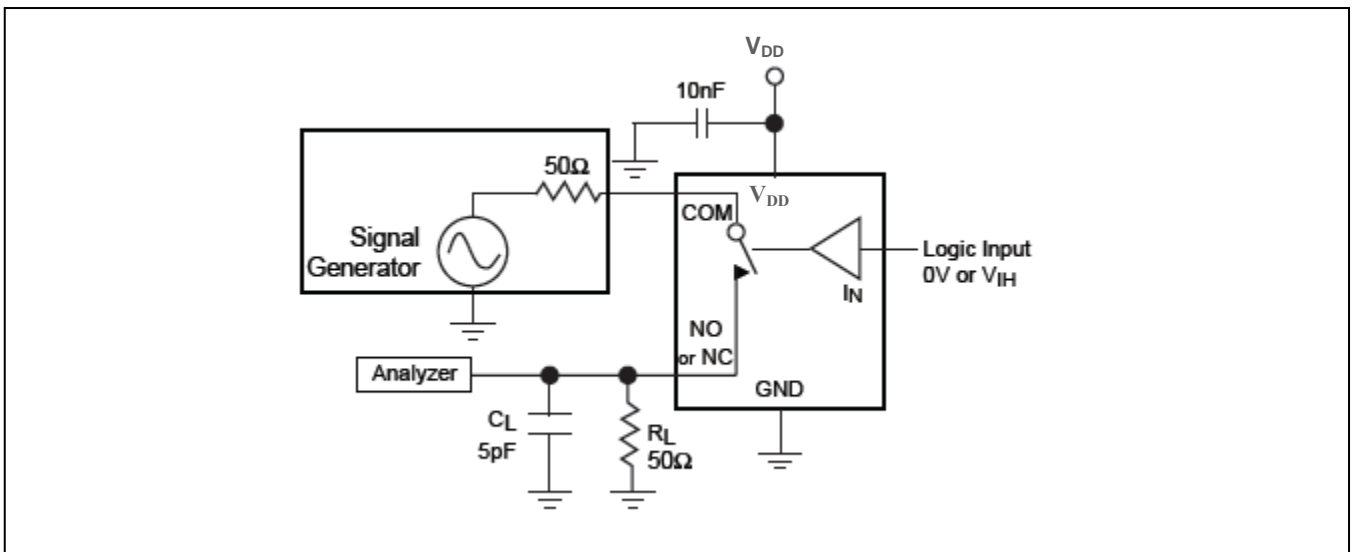 VDD
10nF
50Ω
VDD
COM
Signal
Generator
Logic Input
0V or VIH
IN
NO
or NC
Analyzer
GND
CL
5pF
RL
50Ω